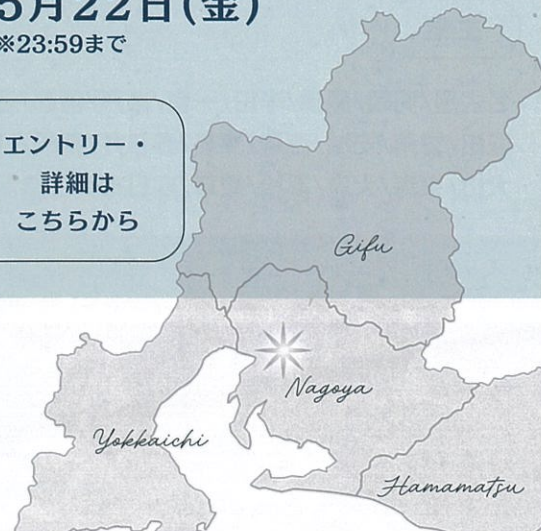 5月22日(金)
※23:59まで
エントリー・
詳細は
こちらから
Gifu
Nagoya
Yokkaichi
Hamamatsu